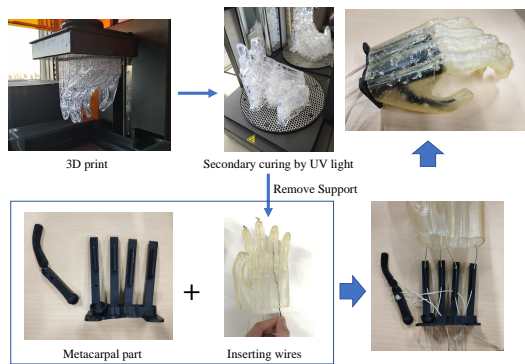 3D print
Secondary curing by UV light
Remove Support
+
Metacarpal part
Inserting wires